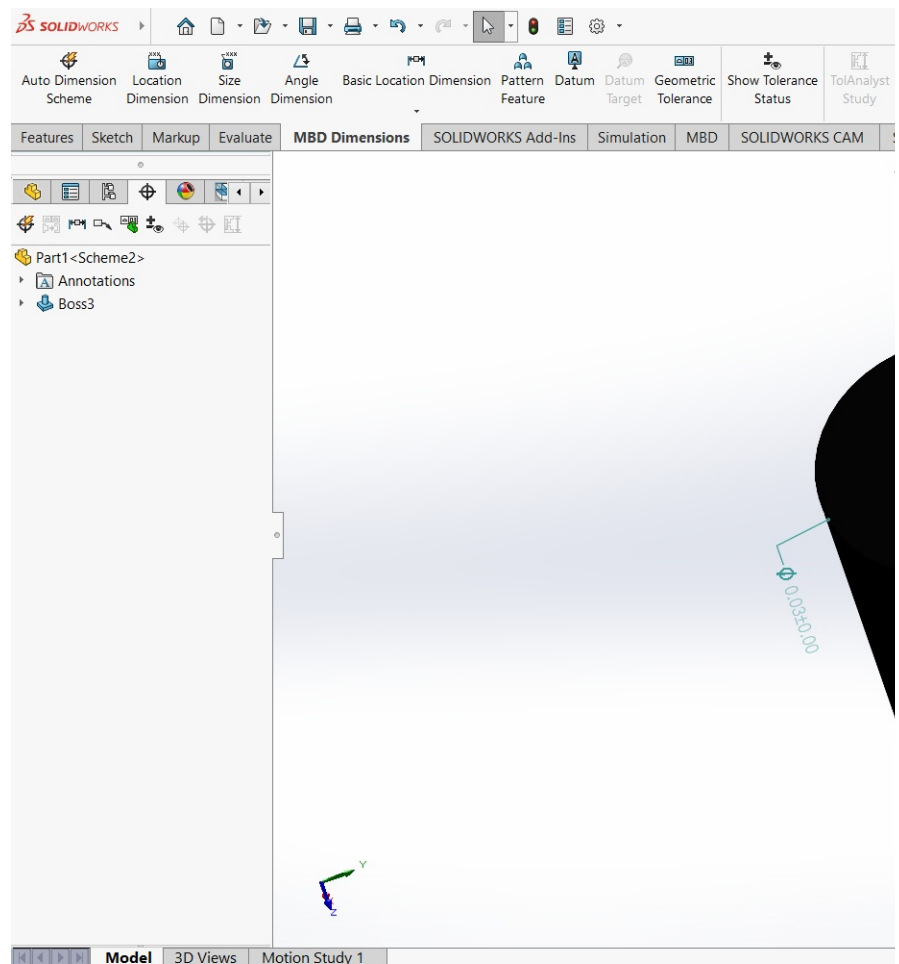 SOLIDWORKS
Auto Dimension Scheme
Location Dimension
Size Dimension
Angle Dimension
Basic Location Dimension
Pattern Feature
Datum
Datum Target
Geometric Tolerance
Show Tolerance Status
TolAnalyst Study
Features Sketch Markup Evaluate MBD Dimensions SOLIDWORKS Add-Ins Simulation MBD SOLIDWORKS CAM
Part1<Scheme2>
A Annotations
Boss3
⌀ 0.03±0.00
Y
Z
Model 3D Views Motion Study 1